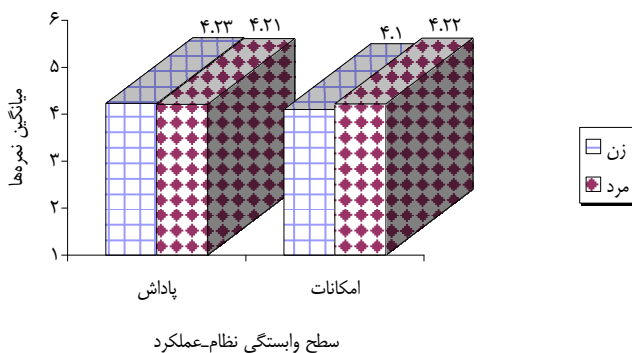 ۴.۲۳ ۴.۲۱ ۴.۱ ۴.۲۲
۶
۵
۴
۳
۲
۱
میانگین نمره‌ها
زن
مرد
پاداش امکانات
سطح وابستگی نظام_عملکرد